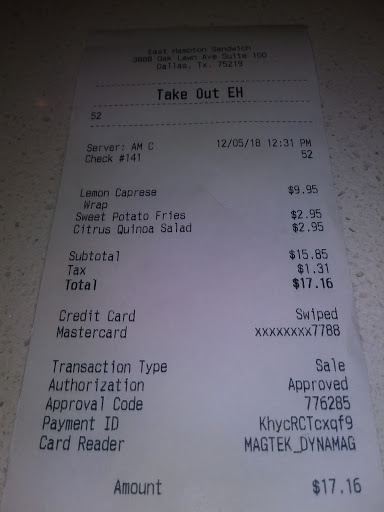 East Hampton Sandwich
3888 Oak Lawn Ave Suite 100
Dallas, Tx. 75219
Take Out EH
52
Server: AM C 12/05/18 12:31 PM
Check #141 52
Lemon Caprese $9.95
Wrap
Sweet Potato Fries $2.95
Citrus Quinoa Salad $2.95
Subtotal $15.85
Tax $1.31
Total $17.16
Credit Card Swiped
Mastercard xxxxxxxx7788
Transaction Type Sale
Authorization Approved
Approval Code 776285
Payment ID KhycRCTcxqf9
Card Reader MAGTEK_DYNAMAG
Amount $17.16